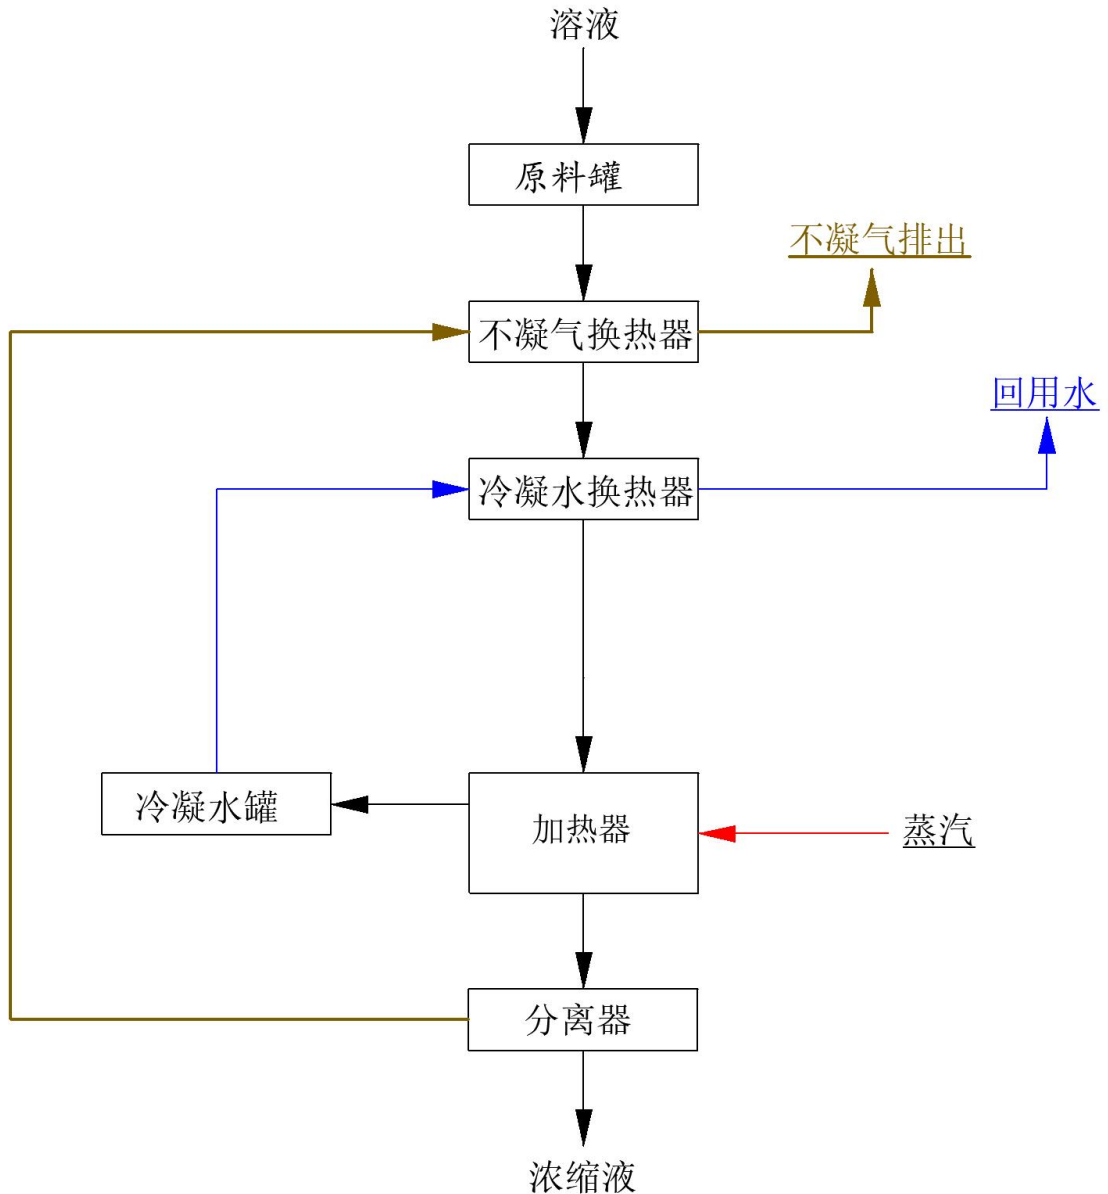 溶液
原料罐
不凝气排出
不凝气换热器
回用水
冷凝水换热器
冷凝水罐
加热器
蒸汽
分离器
浓缩液